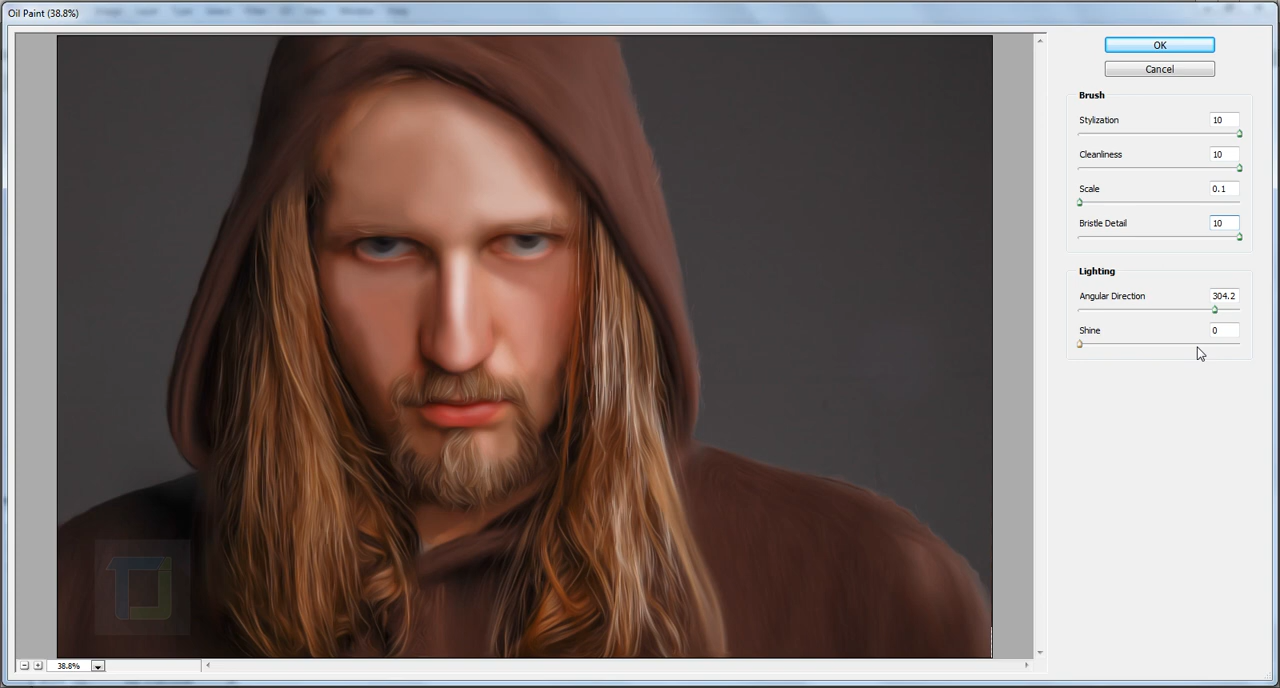 Oil Paint (38.8%)
OK
Cancel
Brush
Stylization 10
Cleanliness 10
Scale 0.1
Bristle Detail 10
Lighting
Angular Direction 304.2
Shine 0
38.8%